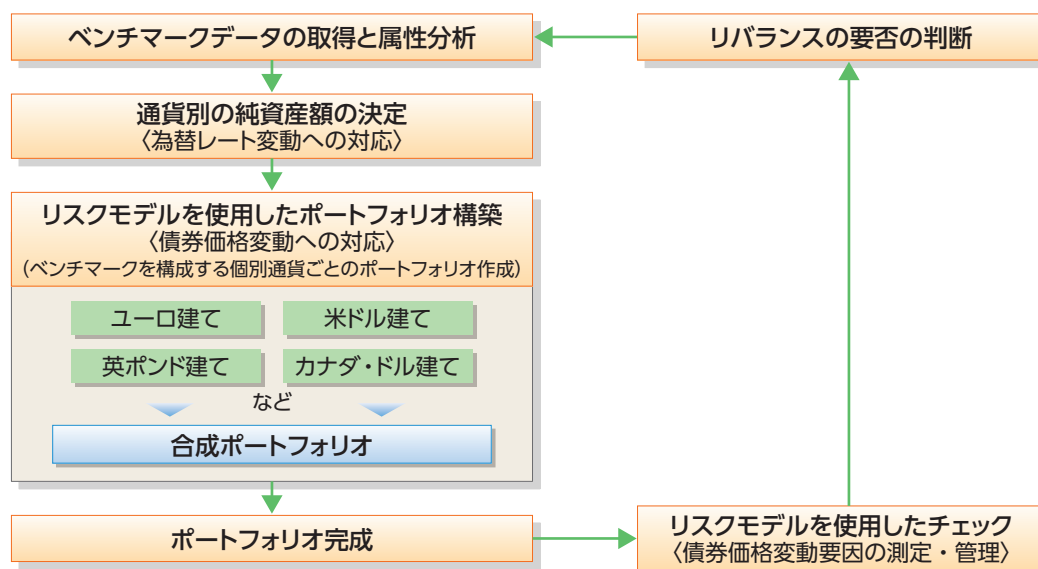 ベンチマークデータの取得と属性分析
リバランスの要否の判断
通貨別の純資産額の決定
〈為替レート変動への対応〉
リスクモデルを使用したポートフォリオ構築
〈債券価格変動への対応〉
（ベンチマークを構成する個別通貨ごとのポートフォリオ作成）
ユーロ建て
米ドル建て
英ポンド建て
カナダ・ドル建て
など
合成ポートフォリオ
ポートフォリオ完成
リスクモデルを使用したチェック
〈債券価格変動要因の測定・管理〉